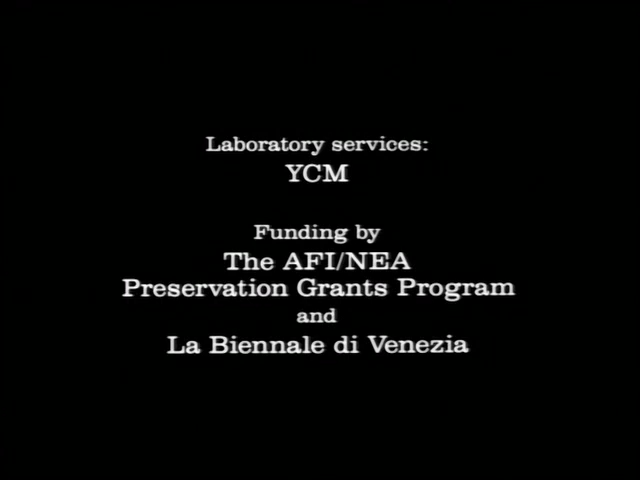 Laboratory services:
YCM
Funding by
The AFI/NEA
Preservation Grants Program
and
La Biennale di Venezia